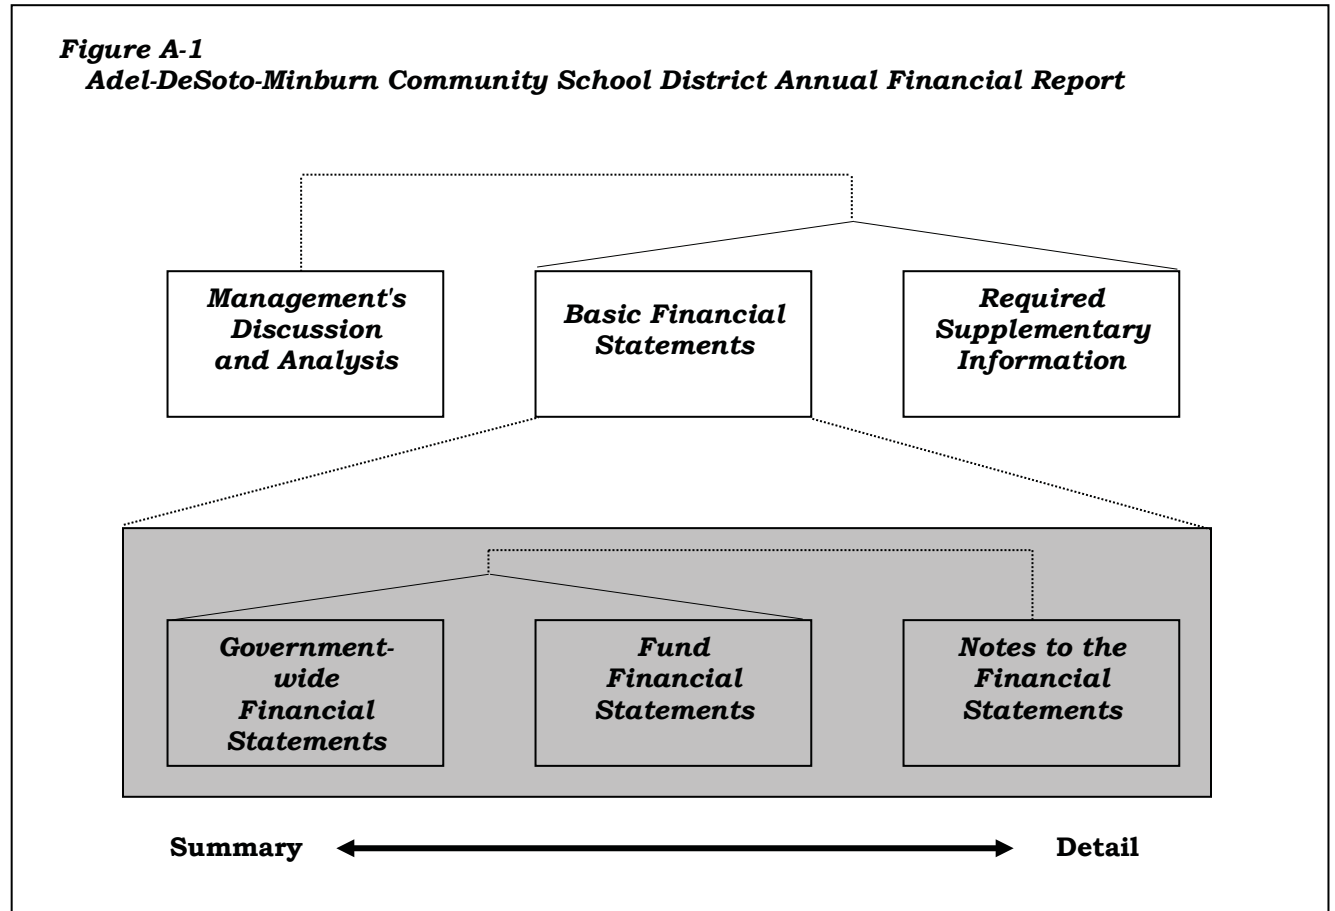 Figure A-1
Adel-DeSoto-Minburn Community School District Annual Financial Report
Management's
Discussion
and Analysis
Basic Financial
Statements
Required
Supplementary
Information
Government-
wide
Financial
Statements
Fund
Financial
Statements
Notes to the
Financial
Statements
Summary
Detail